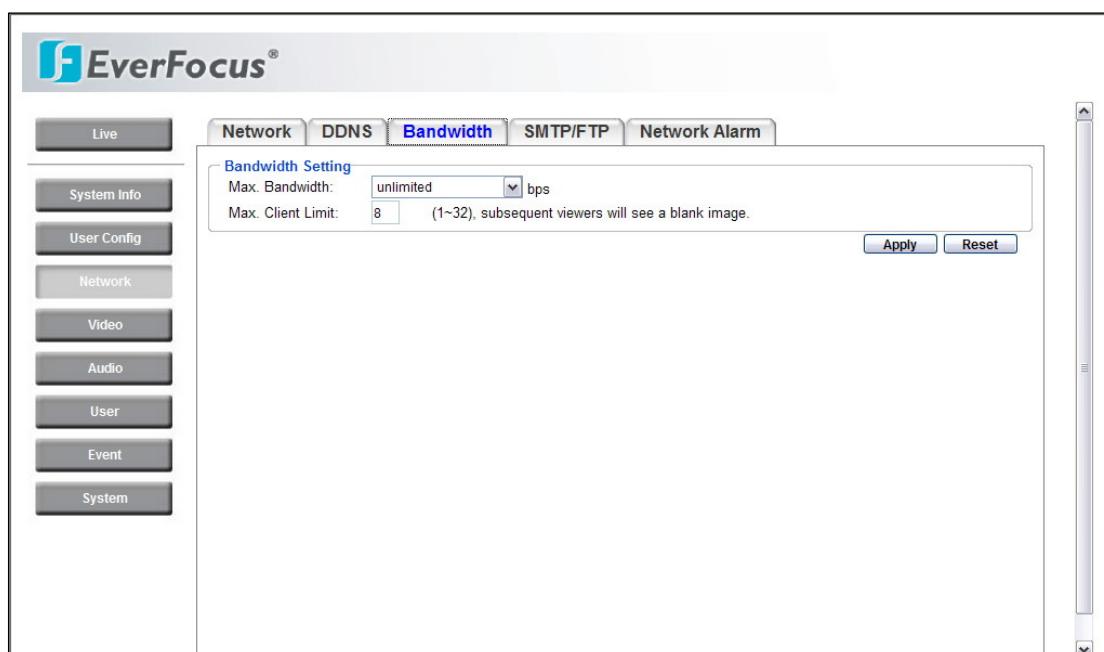 EverFocus®
Live
System Info
User Config
Network
Video
Audio
User
Event
System
Network DDNS Bandwidth SMTP/FTP Network Alarm
Bandwidth Setting
Max. Bandwidth: unlimited bps
Max. Client Limit: 8 (1~32), subsequent viewers will see a blank image.
Apply Reset